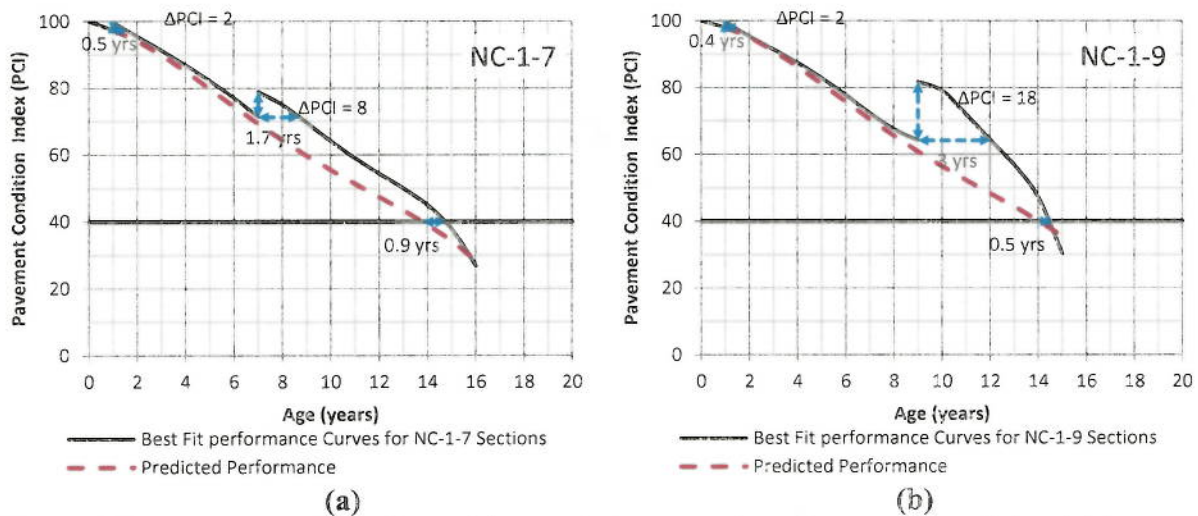 Pavement Condition Index (PCI)
100
80
60
40
20
0
ΔPCI = 2
0.5 yrs
NC-1-7
ΔPCI = 8
1.7 yrs
0.9 yrs
0 2 4 6 8 10 12 14 16 18 20
Age (years)
Best Fit performance Curves for NC-1-7 Sections
Predicted Performance
(a)
Pavement Condition Index (PCI)
100
80
60
40
20
0
ΔPCI = 2
0.4 yrs
NC-1-9
ΔPCI = 18
3 yrs
0.5 yrs
0 2 4 6 8 10 12 14 16 18 20
Age (years)
Best Fit performance Curves for NC-1-9 Sections
Predicted Performance
(b)